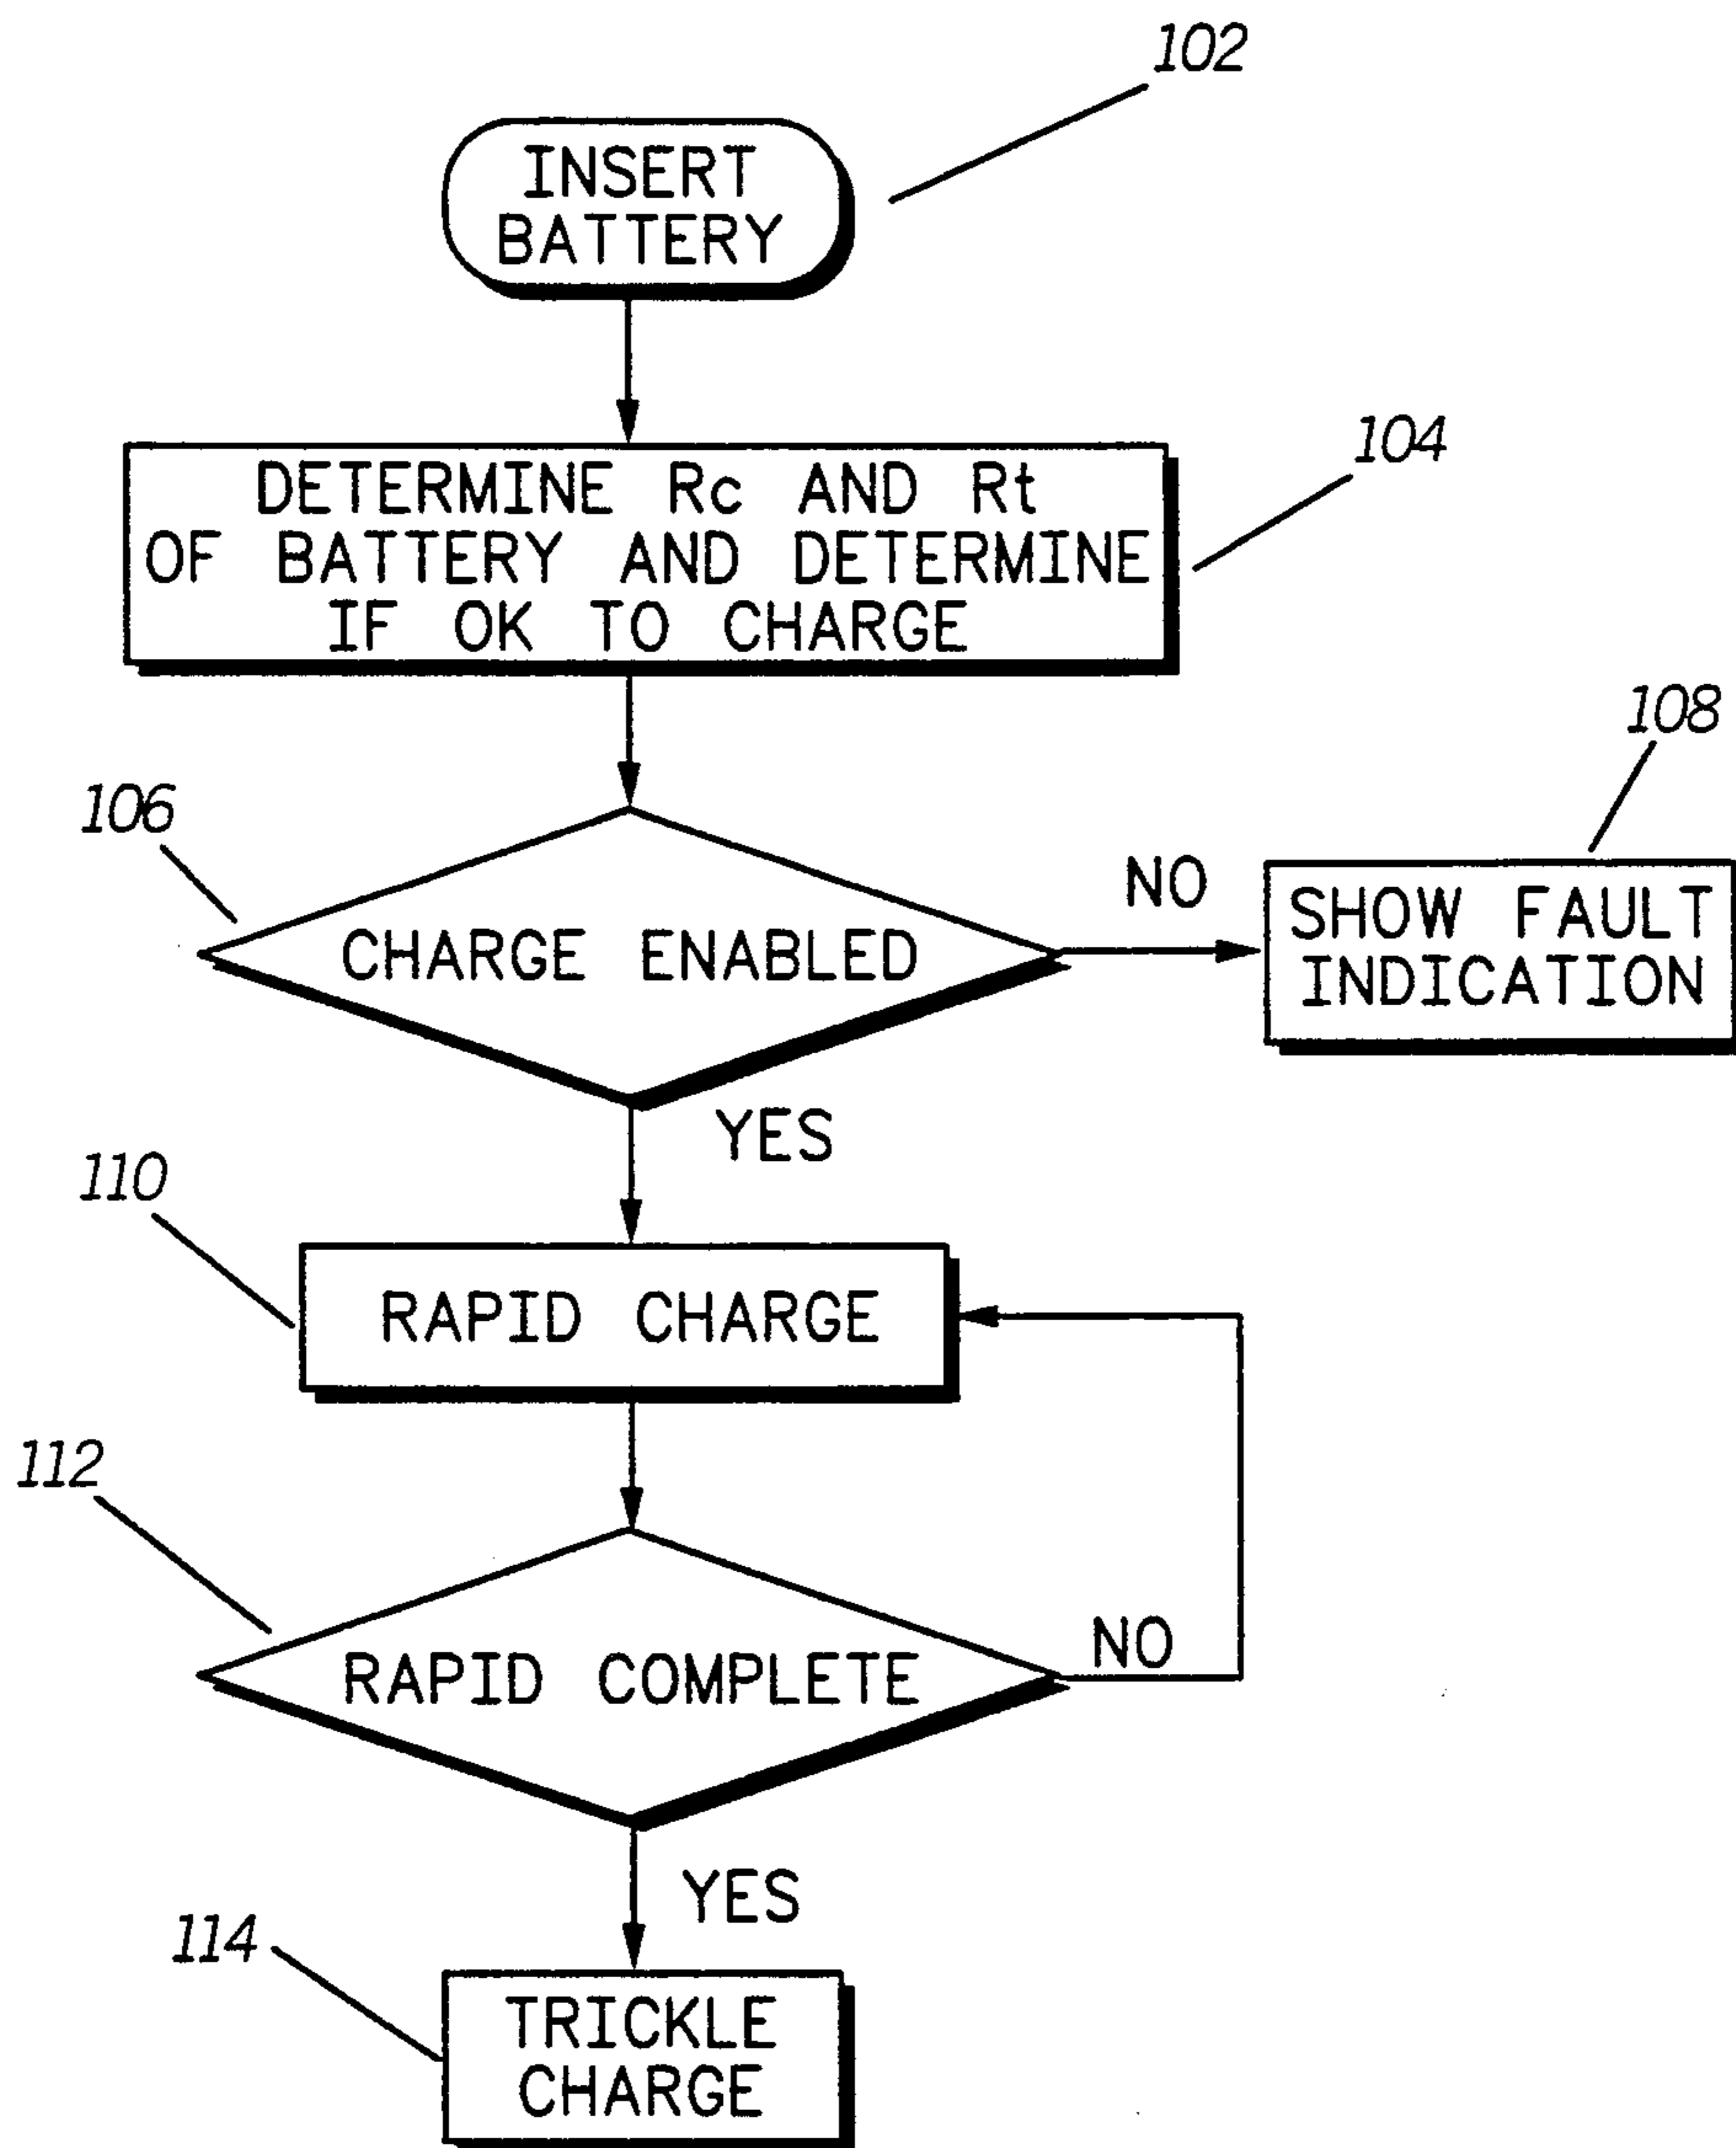 102
INSERT
BATTERY
104
DETERMINE Rc AND Rt
OF BATTERY AND DETERMINE
IF OK TO CHARGE
108
106
NO
SHOW FAULT
INDICATION
CHARGE ENABLED
YES
110
RAPID CHARGE
112
NO
RAPID COMPLETE
YES
114
TRICKLE
CHARGE